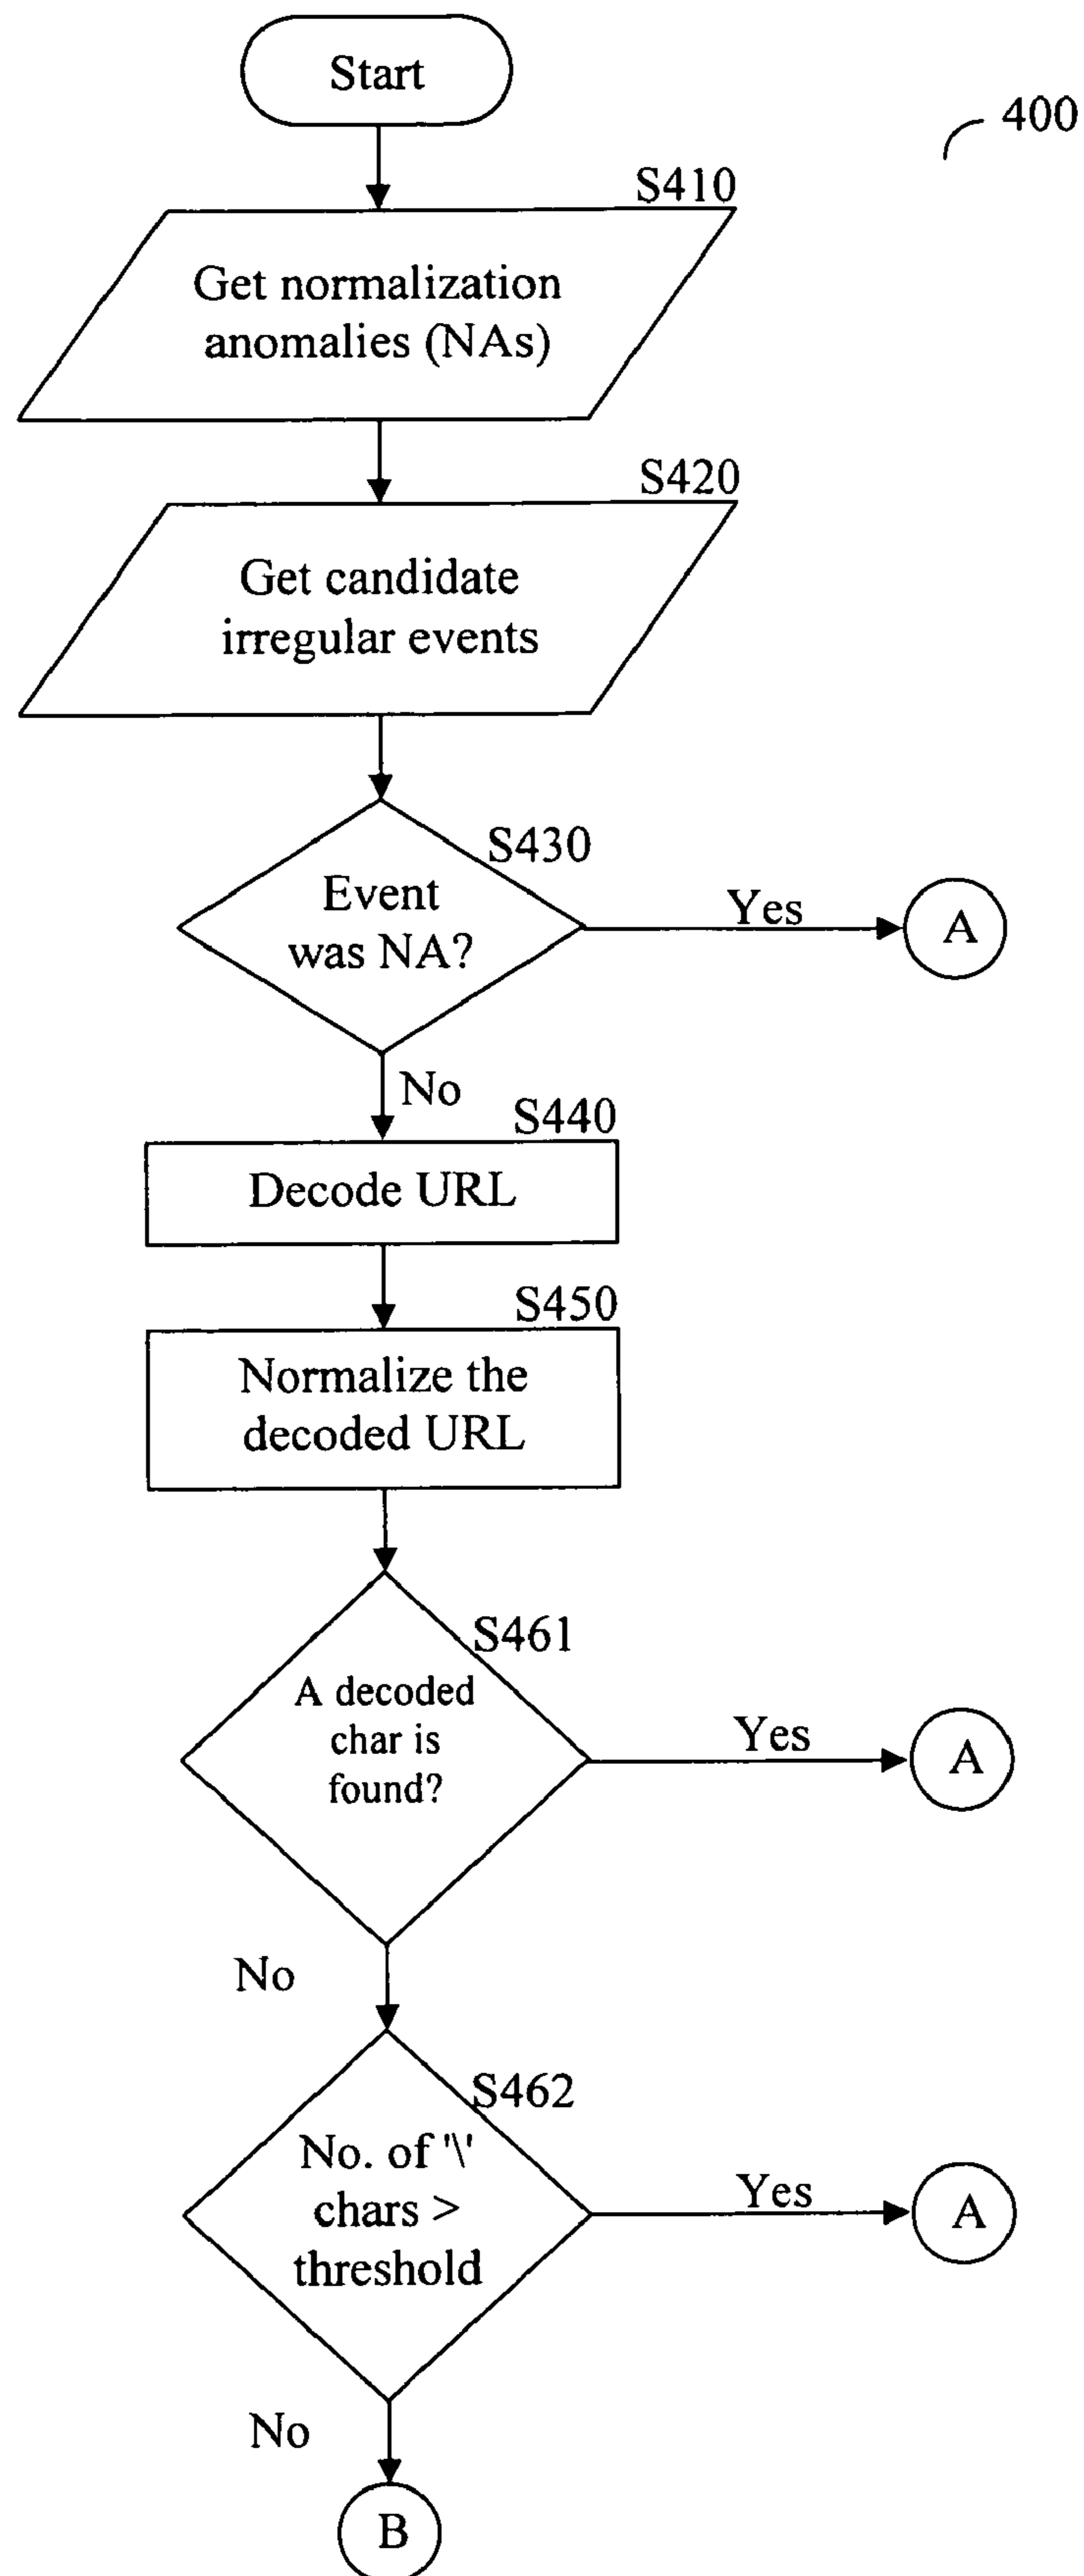 Start
400
S410
Get normalization
anomalies (NAs)
S420
Get candidate
irregular events
S430
Event
was NA?
Yes
A
No
S440
Decode URL
S450
Normalize the
decoded URL
S461
A decoded
char is
found?
Yes
A
No
S462
No. of '\'
chars >
threshold
Yes
A
No
B